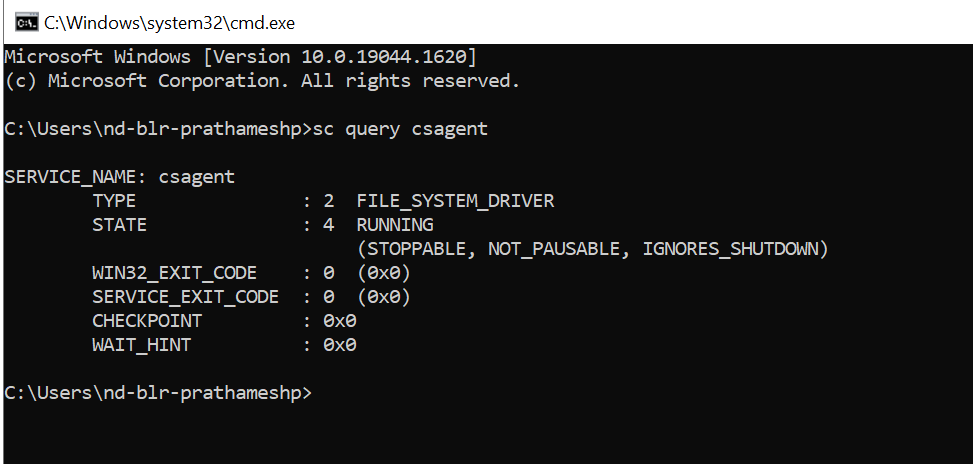 C:\Windows\system32\cmd.exe
Microsoft Windows [Version 10.0.19044.1620]
(c) Microsoft Corporation. All rights reserved.
C:\Users\nd-blr-prathameshp>sc query csagent
SERVICE_NAME: csagent
        TYPE               : 2  FILE_SYSTEM_DRIVER
        STATE              : 4  RUNNING
                                (STOPPABLE, NOT_PAUSABLE, IGNORES_SHUTDOWN)
        WIN32_EXIT_CODE    : 0  (0x0)
        SERVICE_EXIT_CODE  : 0  (0x0)
        CHECKPOINT         : 0x0
        WAIT_HINT          : 0x0
C:\Users\nd-blr-prathameshp>